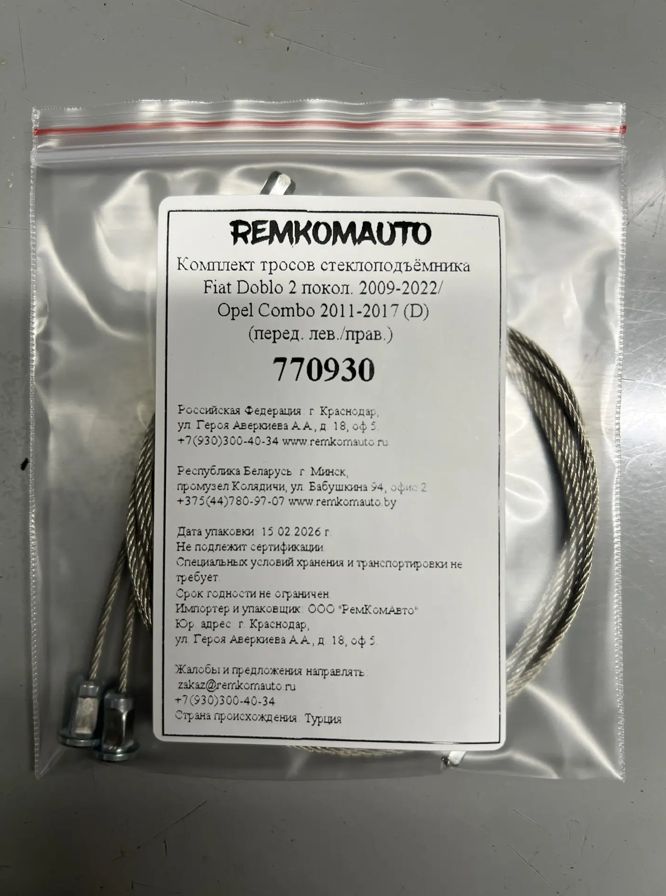 REMKOMAUTO
Комплект тросов стеклоподъёмника
Fiat Doblo 2 покол. 2009-2022/
Opel Combo 2011-2017 (D)
(перед. лев./прав.)
770930
Российская Федерация г. Краснодар,
ул. Героя Аверкиева А.А., д. 18, оф 5.
+7(930)300-40-34 www.remkomauto.ru
Республика Беларусь г. Минск,
промузел Колядичи, ул. Бабушкина 94, офис 2
+375(44)780-97-07 www.remkomauto.by
Дата упаковки 15.02.2026 г.
Не подлежит сертификации.
Специальных условий хранения и транспортировки не
требует.
Срок годности не ограничен.
Импортер и упаковщик: ООО "РемКомАвто"
Юр. адрес: г. Краснодар,
ул. Героя Аверкиева А.А., д. 18, оф 5.
Жалобы и предложения направлять:
zakaz@remkomauto.ru
+7(930)300-40-34
Страна происхождения: Турция